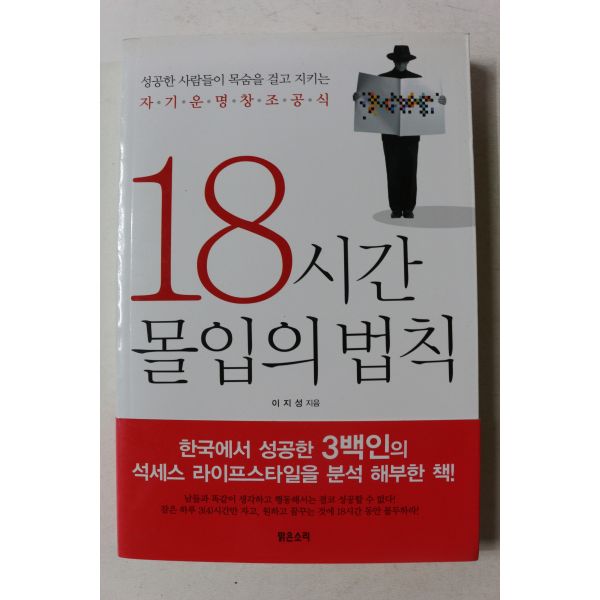 성공한 사람들이 목숨을 걸고 지키는
자•기•운•명•창•조•공•식
18시간
몰입의 법칙
이지성 지음
한국에서 성공한 3백인의
석세스 라이프스타일을 분석 해부한 책!
남들과 똑같이 생각하고 행동해서는 결코 성공할 수 없다!
잠은 하루 3(4)시간만 자고, 원하고 꿈꾸는 것에 18시간 동안 몰두하라!
맑은소리